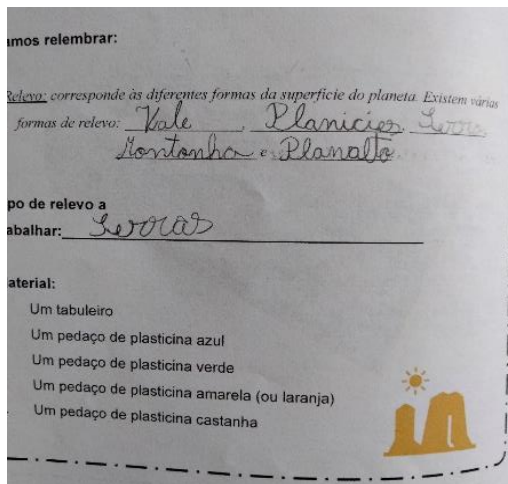 amos relembrar:
Relevo: corresponde às diferentes formas da superfície do planeta. Existem várias
formas de relevo: Vale, Planicies, Serras
Montanha e Planalto
po de relevo a
abalhar: Serras
aterial:
Um tabuleiro
Um pedaço de plasticina azul
Um pedaço de plasticina verde
Um pedaço de plasticina amarela (ou laranja)
Um pedaço de plasticina castanha